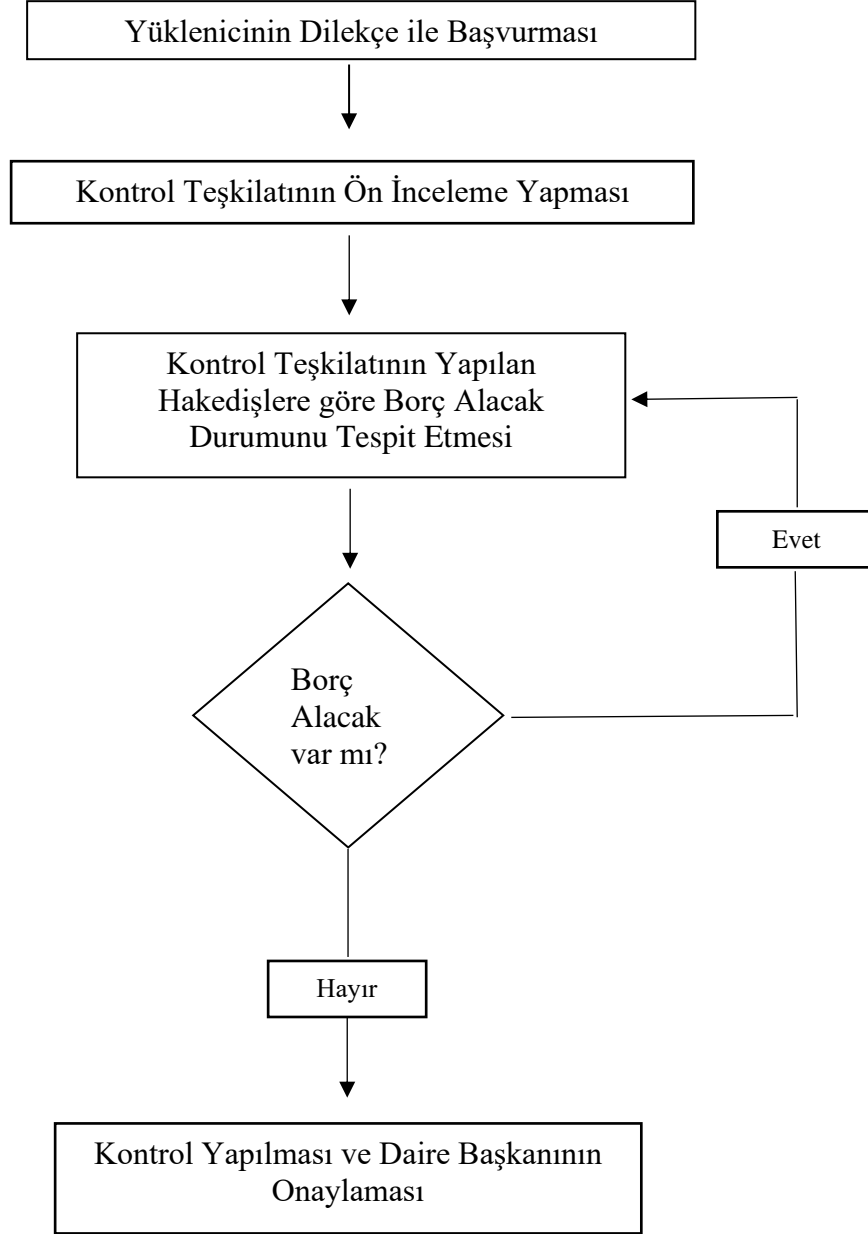 Yüklenicinin Dilekçe ile Başvurması
Kontrol Teşkilatının Ön İnceleme Yapması
Kontrol Teşkilatının Yapılan
Hakedişlere göre Borç Alacak
Durumunu Tespit Etmesi
Evet
Borç
Alacak
var mı?
Hayır
Kontrol Yapılması ve Daire Başkanının
Onaylaması